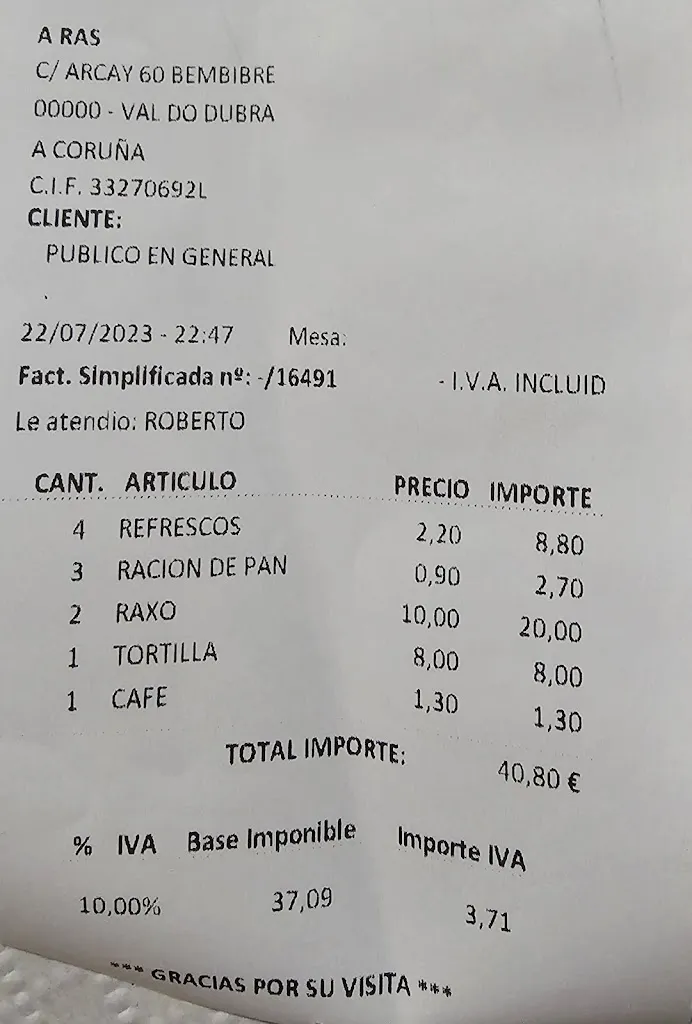 A RAS
C/ ARCAY 60 BEMBIBRE
00000 - VAL DO DUBRA
A CORUÑA
C.I.F. 33270692L
CLIENTE:
PUBLICO EN GENERAL
.
22/07/2023 - 22:47 Mesa:
Fact. Simplificada nº: -/16491 - I.V.A. INCLUID
Le atendio: ROBERTO
CANT. ARTICULO PRECIO IMPORTE
4 REFRESCOS 2,20 8,80
3 RACION DE PAN 0,90 2,70
2 RAXO 10,00 20,00
1 TORTILLA 8,00 8,00
1 CAFE 1,30 1,30
TOTAL IMPORTE: 40,80 €
% IVA Base Imponible Importe IVA
10,00% 37,09 3,71
*** GRACIAS POR SU VISITA ***